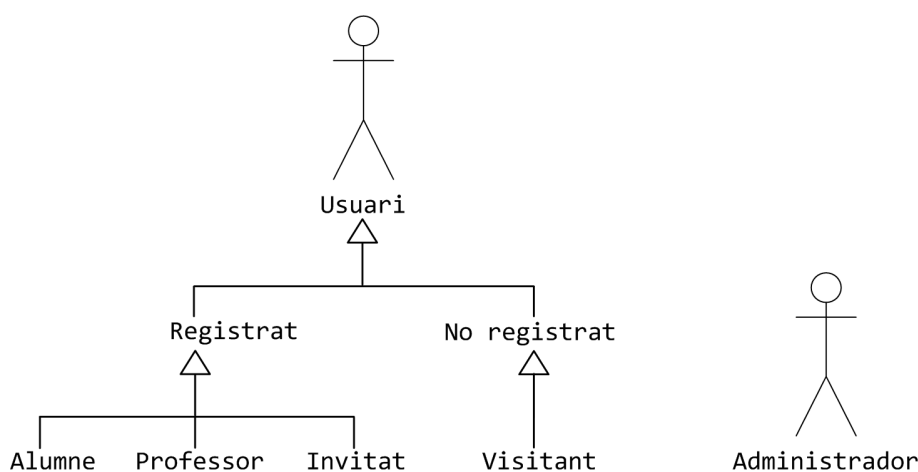 Usuari
Registrat
No registrat
Alumne
Professor
Invitat
Visitant
Administrador